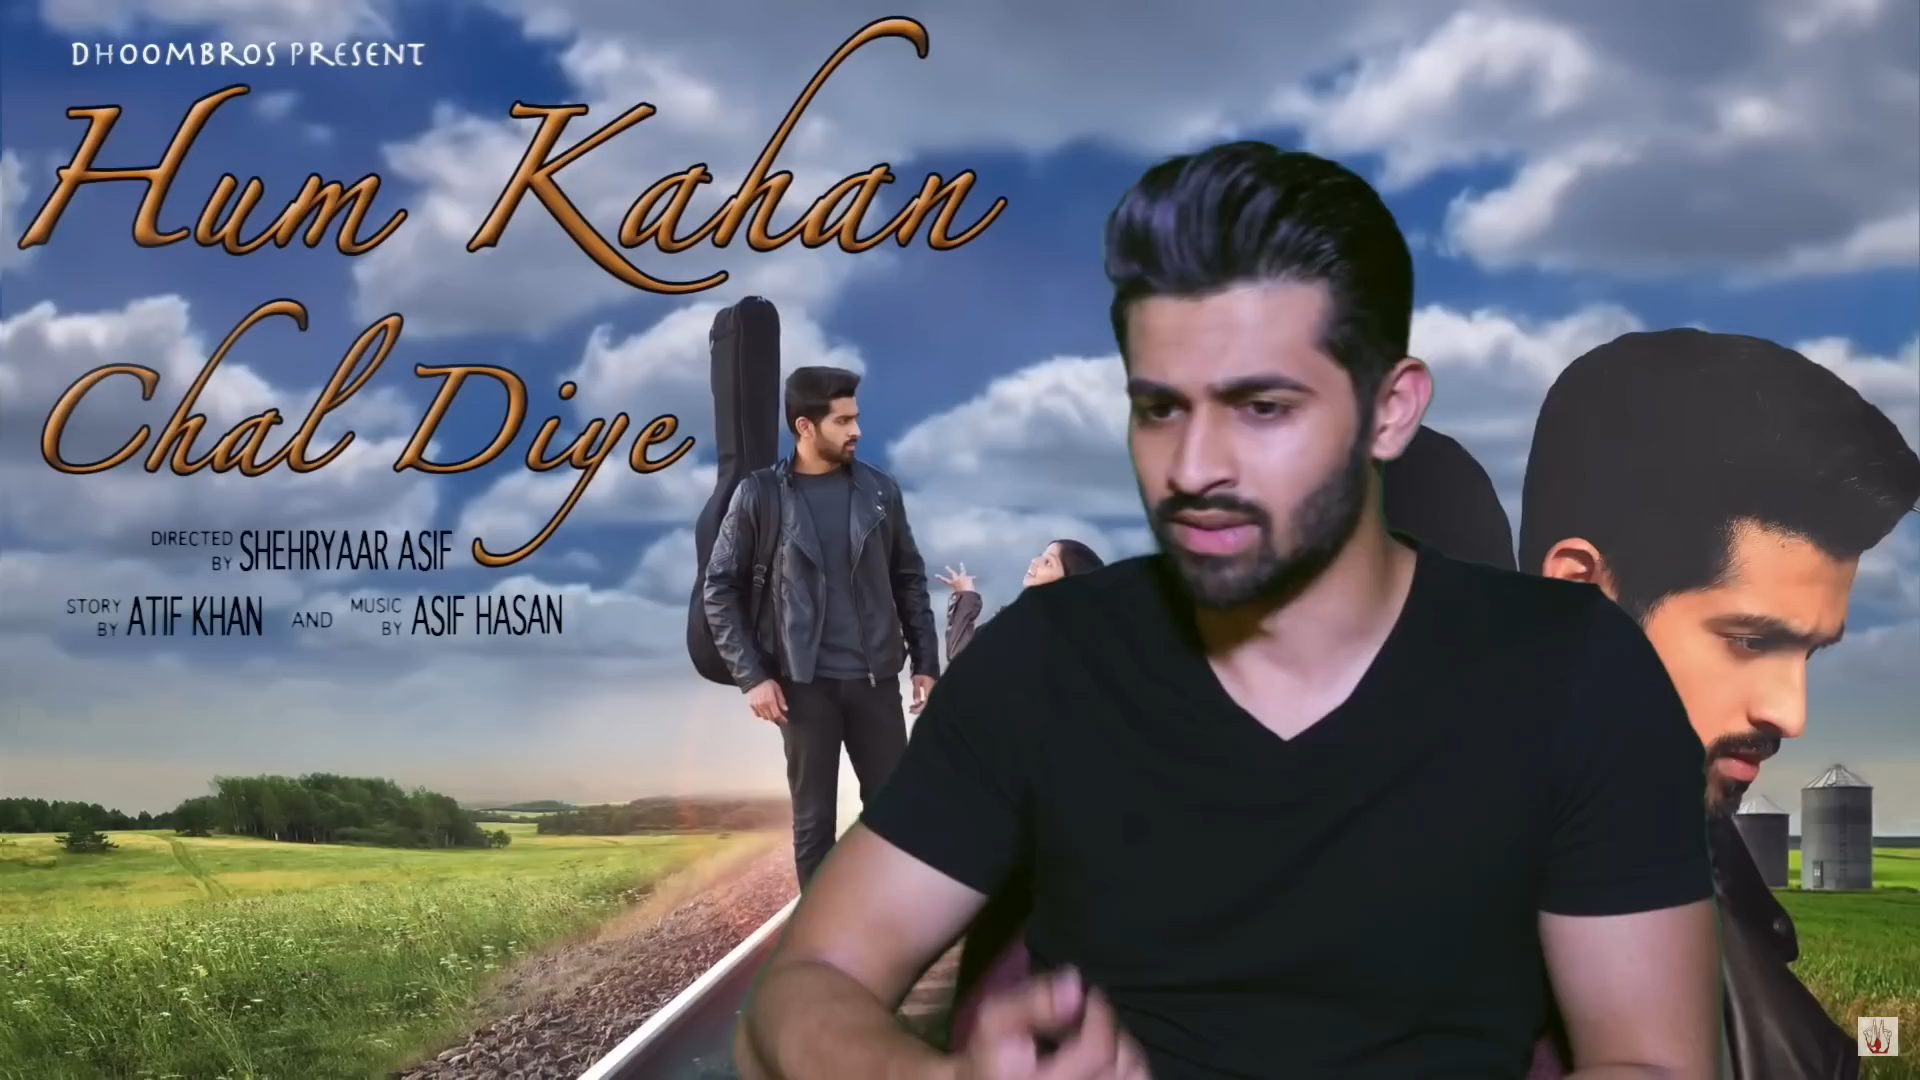 DHOOMBROS PRESENT
Hum Kahan
Chal Diye
DIRECTED BY SHEHRYAAR ASIF
STORY BY ATIF KHAN AND MUSIC BY ASIF HASAN